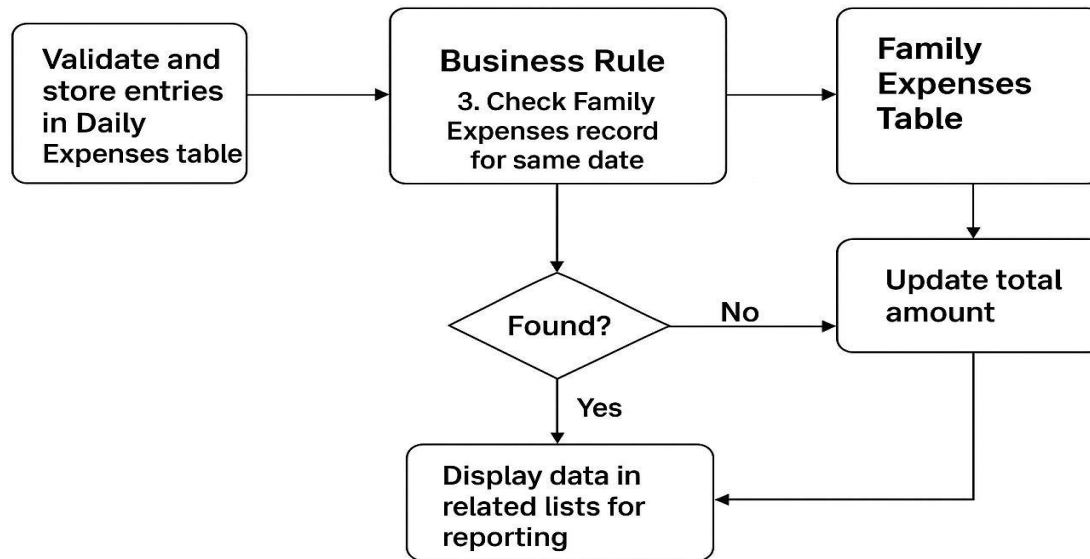 Validate and
store entries
in Daily
Expenses table
Business Rule
3. Check Family
Expenses record
for same date
Family
Expenses
Table
Found?
No
Update total
amount
Yes
Display data in
related lists for
reporting